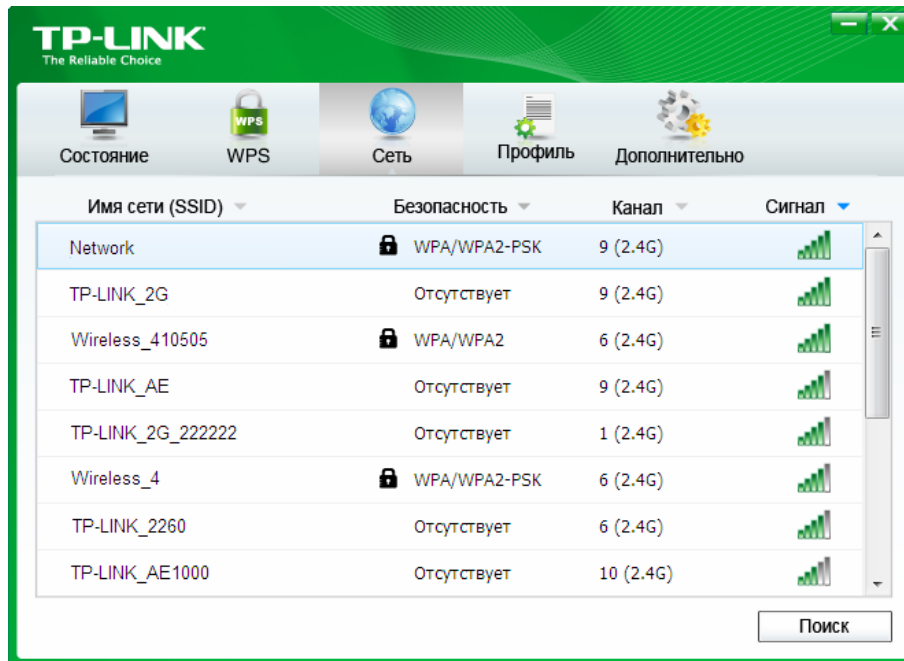 TP-LINK
The Reliable Choice
WPS
Состояние WPS Сеть Профиль Дополнительно
Имя сети (SSID) Безопасность Канал Сигнал
Network WPA/WPA2-PSK 9 (2.4G)
TP-LINK_2G Отсутствует 9 (2.4G)
Wireless_410505 WPA/WPA2 6 (2.4G)
TP-LINK_AE Отсутствует 9 (2.4G)
TP-LINK_2G_222222 Отсутствует 1 (2.4G)
Wireless_4 WPA/WPA2-PSK 6 (2.4G)
TP-LINK_2260 Отсутствует 6 (2.4G)
TP-LINK_AE1000 Отсутствует 10 (2.4G)
Поиск